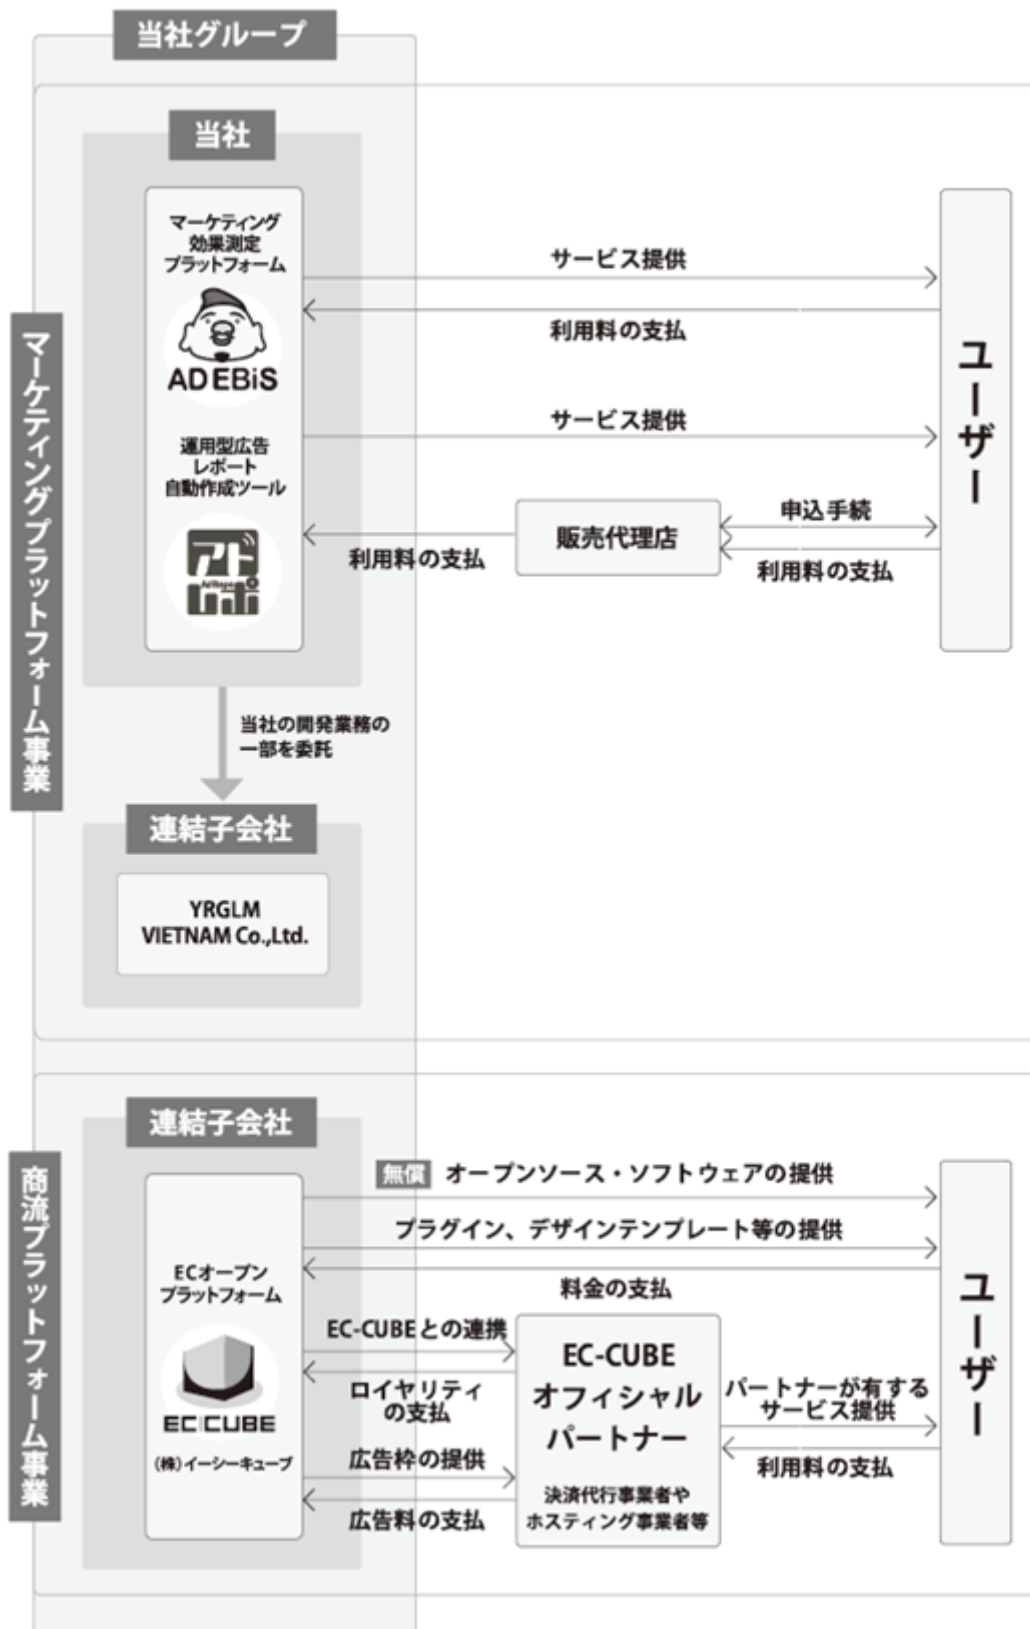 当社グループ
当社
マーケティング
効果測定
プラットフォーム
AD EBiS
運用型広告
レポート
自動作成ツール
アド
AdRepo
レポ
マーケティングプラットフォーム事業
サービス提供
利用料の支払
サービス提供
利用料の支払
販売代理店
申込手続
利用料の支払
ユーザー
当社の開発業務の
一部を委託
連結子会社
YRGLM
VIETNAM Co.,Ltd.
商流プラットフォーム事業
連結子会社
ECオープン
プラットフォーム
EC CUBE
(株)イーシーキューブ
無償 オープンソース・ソフトウェアの提供
プラグイン、デザインテンプレート等の提供
料金の支払
EC-CUBEとの連携
ロイヤリティ
の支払
広告枠の提供
広告料の支払
EC-CUBE
オフィシャル
パートナー
決済代行事業者や
ホスティング事業者等
パートナーが有する
サービス提供
利用料の支払
ユーザー